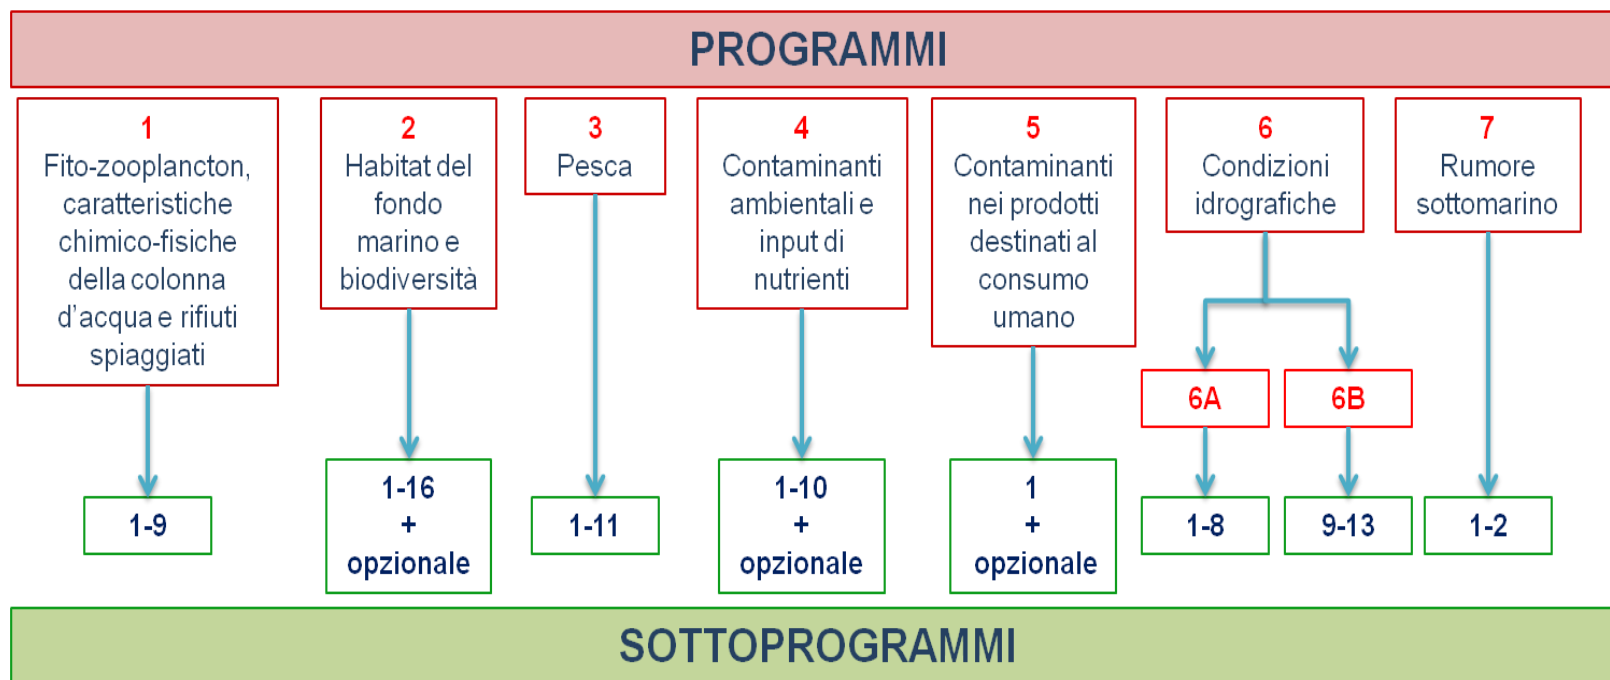 PROGRAMMI
1
Fito-zooplancton,
caratteristiche
chimico-fisiche
della colonna
d'acqua e rifiuti
spiaggiati
2
Habitat del
fondo
marino e
biodiversità
3
Pesca
4
Contaminanti
ambientali e
input di
nutrienti
5
Contaminanti
nei prodotti
destinati al
consumo
umano
6
Condizioni
idrografiche
7
Rumore
sottomarino
6A
6B
1-9
1-16
+
opzionale
1-11
1-10
+
opzionale
1
+
opzionale
1-8
9-13
1-2
SOTTOPROGRAMMI